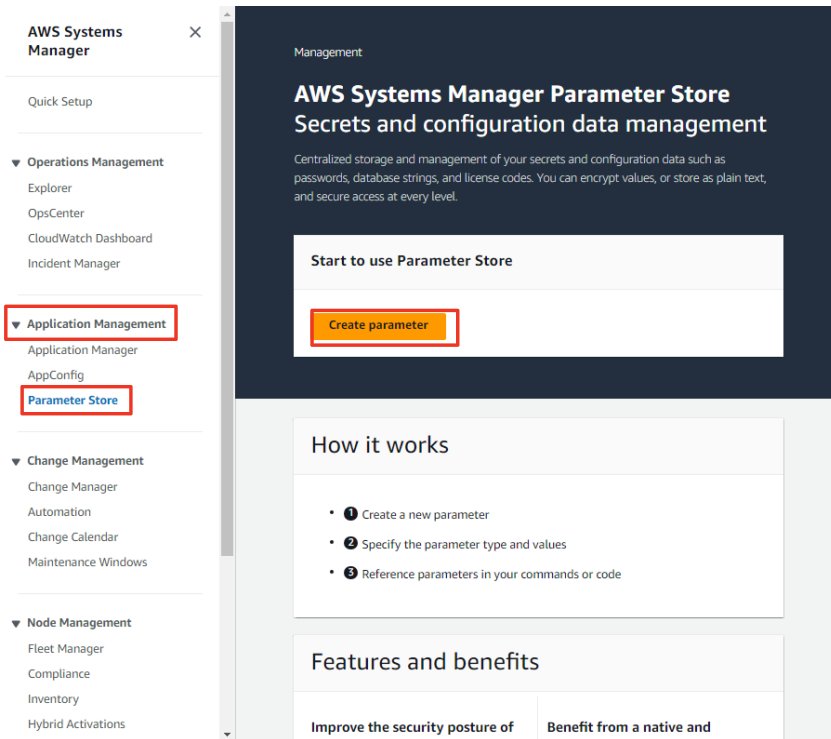 AWS Systems
Manager
Quick Setup
Operations Management
Explorer
OpsCenter
CloudWatch Dashboard
Incident Manager
Application Management
Application Manager
AppConfig
Parameter Store
Change Management
Change Manager
Automation
Change Calendar
Maintenance Windows
Node Management
Fleet Manager
Compliance
Inventory
Hybrid Activations
Management
AWS Systems Manager Parameter Store
Secrets and configuration data management
Centralized storage and management of your secrets and configuration data such as
passwords, database strings, and license codes. You can encrypt values, or store as plain text,
and secure access at every level.
Start to use Parameter Store
Create parameter
How it works
1 Create a new parameter
2 Specify the parameter type and values
3 Reference parameters in your commands or code
Features and benefits
Improve the security posture of
Benefit from a native and